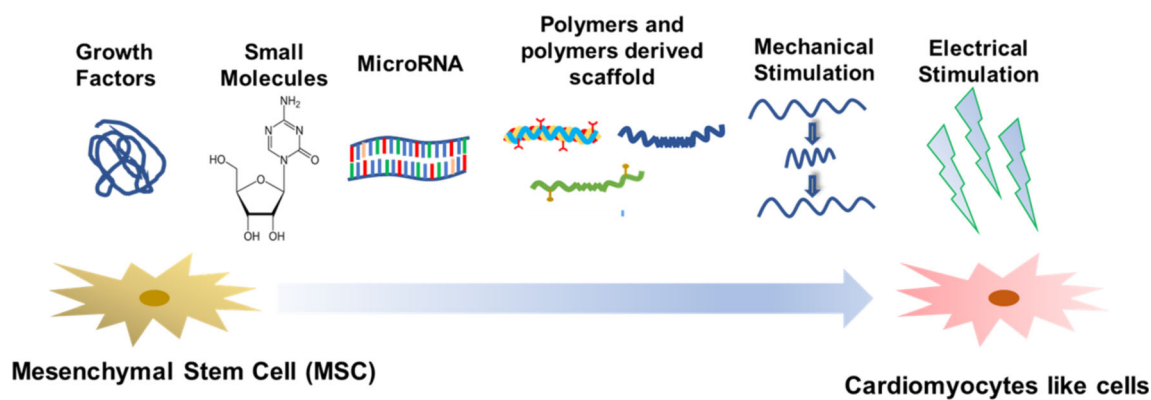 Growth
Factors
Small
Molecules
MicroRNA
Polymers and
polymers derived
scaffold
Mechanical
Stimulation
Electrical
Stimulation
NH₂
N
N
N
O
HO
O
OH
OH
Mesenchymal Stem Cell (MSC)
Cardiomyocytes like cells